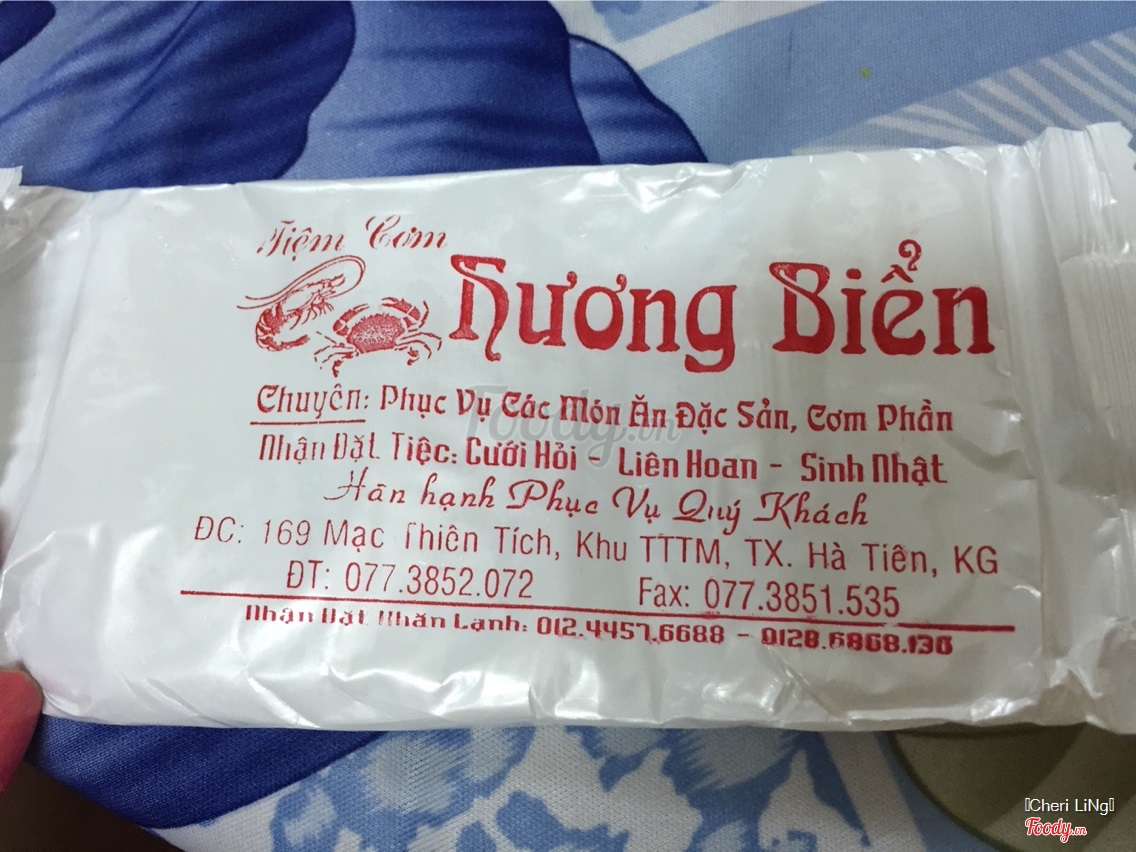 Tiệm Cơm
Hương Biển
Chuyên: Phục Vụ Các Món Ăn Đặc Sản, Cơm Phần
Nhận Đặt Tiệc: Cưới Hỏi - Liên Hoan - Sinh Nhật
Hân hạnh Phục Vụ Quý Khách
ĐC: 169 Mạc Thiên Tích, Khu TTTM, TX. Hà Tiên, KG
ĐT: 077.3852.072 Fax: 077.3851.535
Nhận Đặt Khăn Lạnh: 012.4457.6688 - 0128.6868.136
Foody.vn
Cheri LiNg
Foody.vn